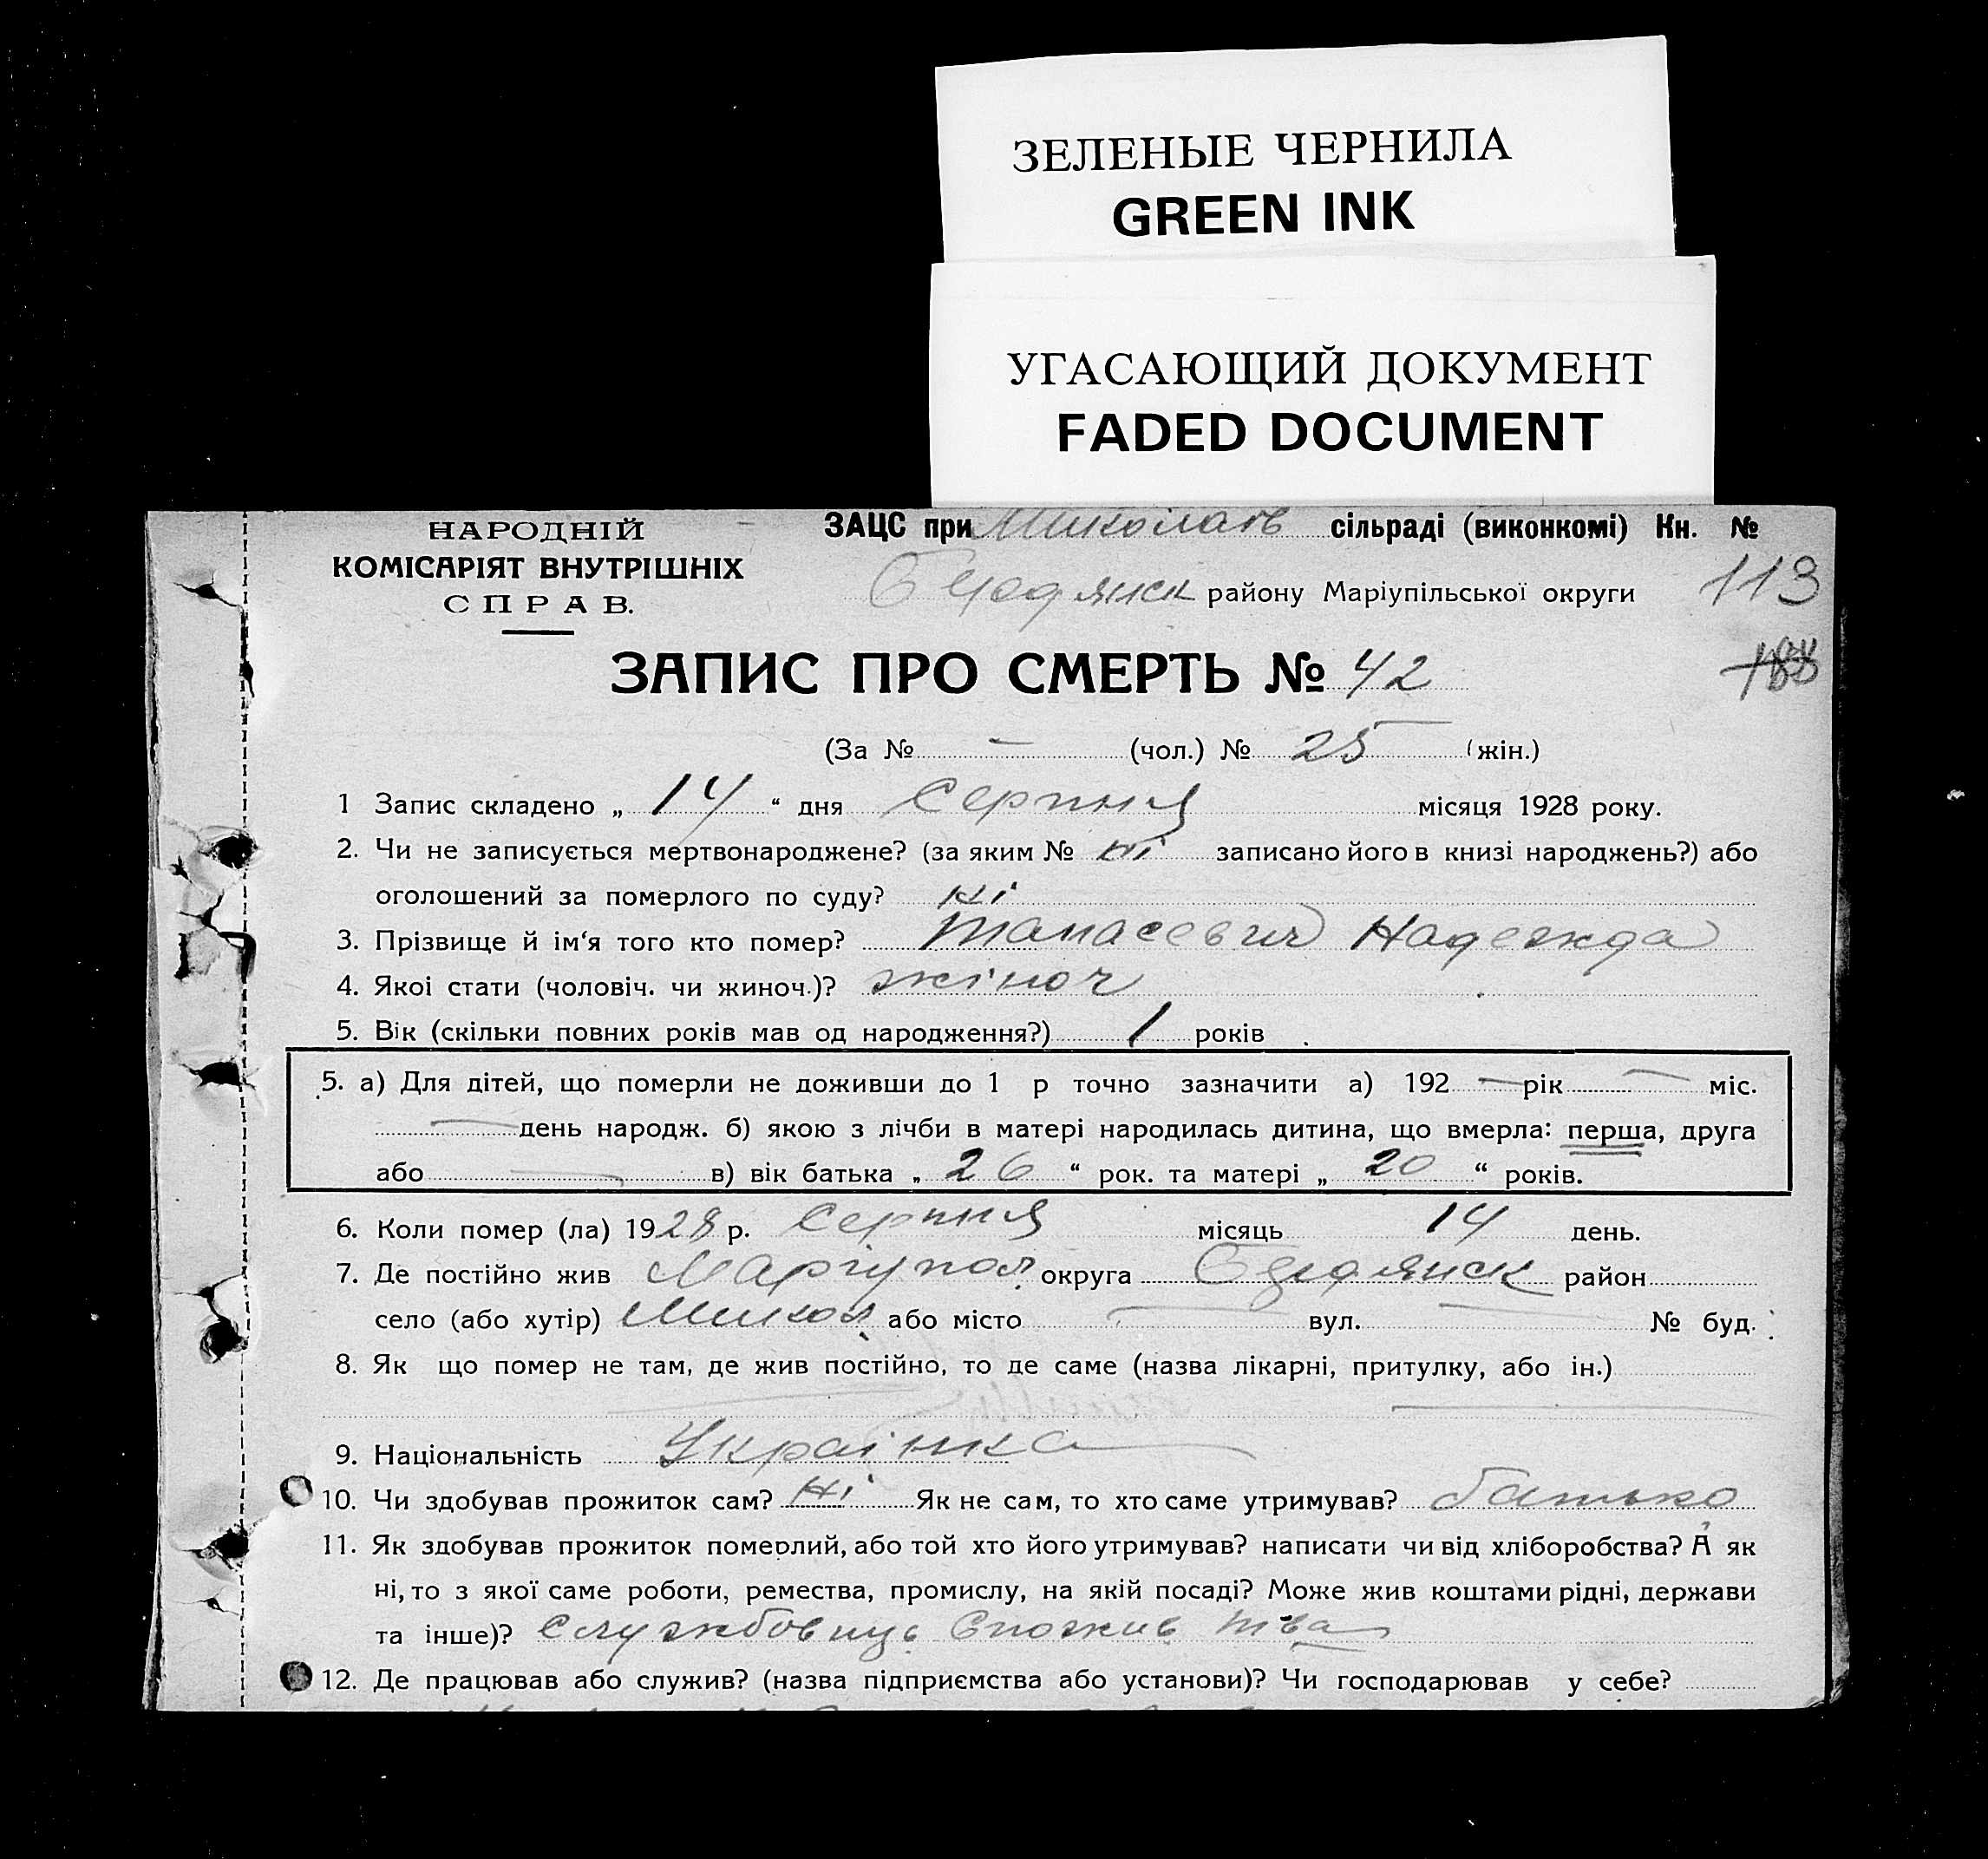 ЗЕЛЕНЫЕ ЧЕРНИЛА
GREEN INK
УГАСАЮЩИЙ ДОКУМЕНТ
FADED DOCUMENT
НАРОДНІЙ
КОМІСАРІЯТ ВНУТРІШНІХ
СПРАВ.
ЗАЦС при Миколаїв сільраді (виконкомі) Кн. №
Бердянск району Маріупільської округи 113
ЗАПИС ПРО СМЕРТЬ № 42
(За № — (чол.) № 25 (жін.)
1 Запис складено „ 14 “ дня Серпня місяця 1928 року.
2. Чи не записується мертвонароджене? (за яким № ні записано його в книзі народжень?) або
оголошений за померлого по суду? ні
3. Прізвище й ім‘я того кто помер? Танасевич Надежда
4. Якоі стати (чоловіч. чи жиноч.)? жіноч
5. Вік (скільки повних років мав од народження?) 1 років
5. а) Для дітей, що померли не доживши до 1 р точно зазначити а) 192 — рік — міс.
— день народж. б) якою з лічби в матері народилась дитина, що вмерла: перша, друга
або — в) вік батька „ 26 “ рок. та матері „ 20 “ років.
6. Коли помер (ла) 1928 р. Серпня місяць 14 день.
7. Де постійно жив Маріупол. округа Бердянск район
село (або хутір) Микол. або місто — вул. — № буд.
8. Як що помер не там, де жив постійно, то де саме (назва лікарні, притулку, або ін.)
9. Національність Українка
10. Чи здобував прожиток сам? ні Як не сам, то хто саме утримував? батько
11. Як здобував прожиток померлий, або той хто його утримував? написати чи від хліборобства? А як
ні, то з якої саме роботи, ремества, промислу, на якій посаді? Може жив коштами рідні, держави
та інше)? Службовиць Спожив. т-ва
12. Де працював або служив? (назва підприємства або установи)? Чи господарював у себе?